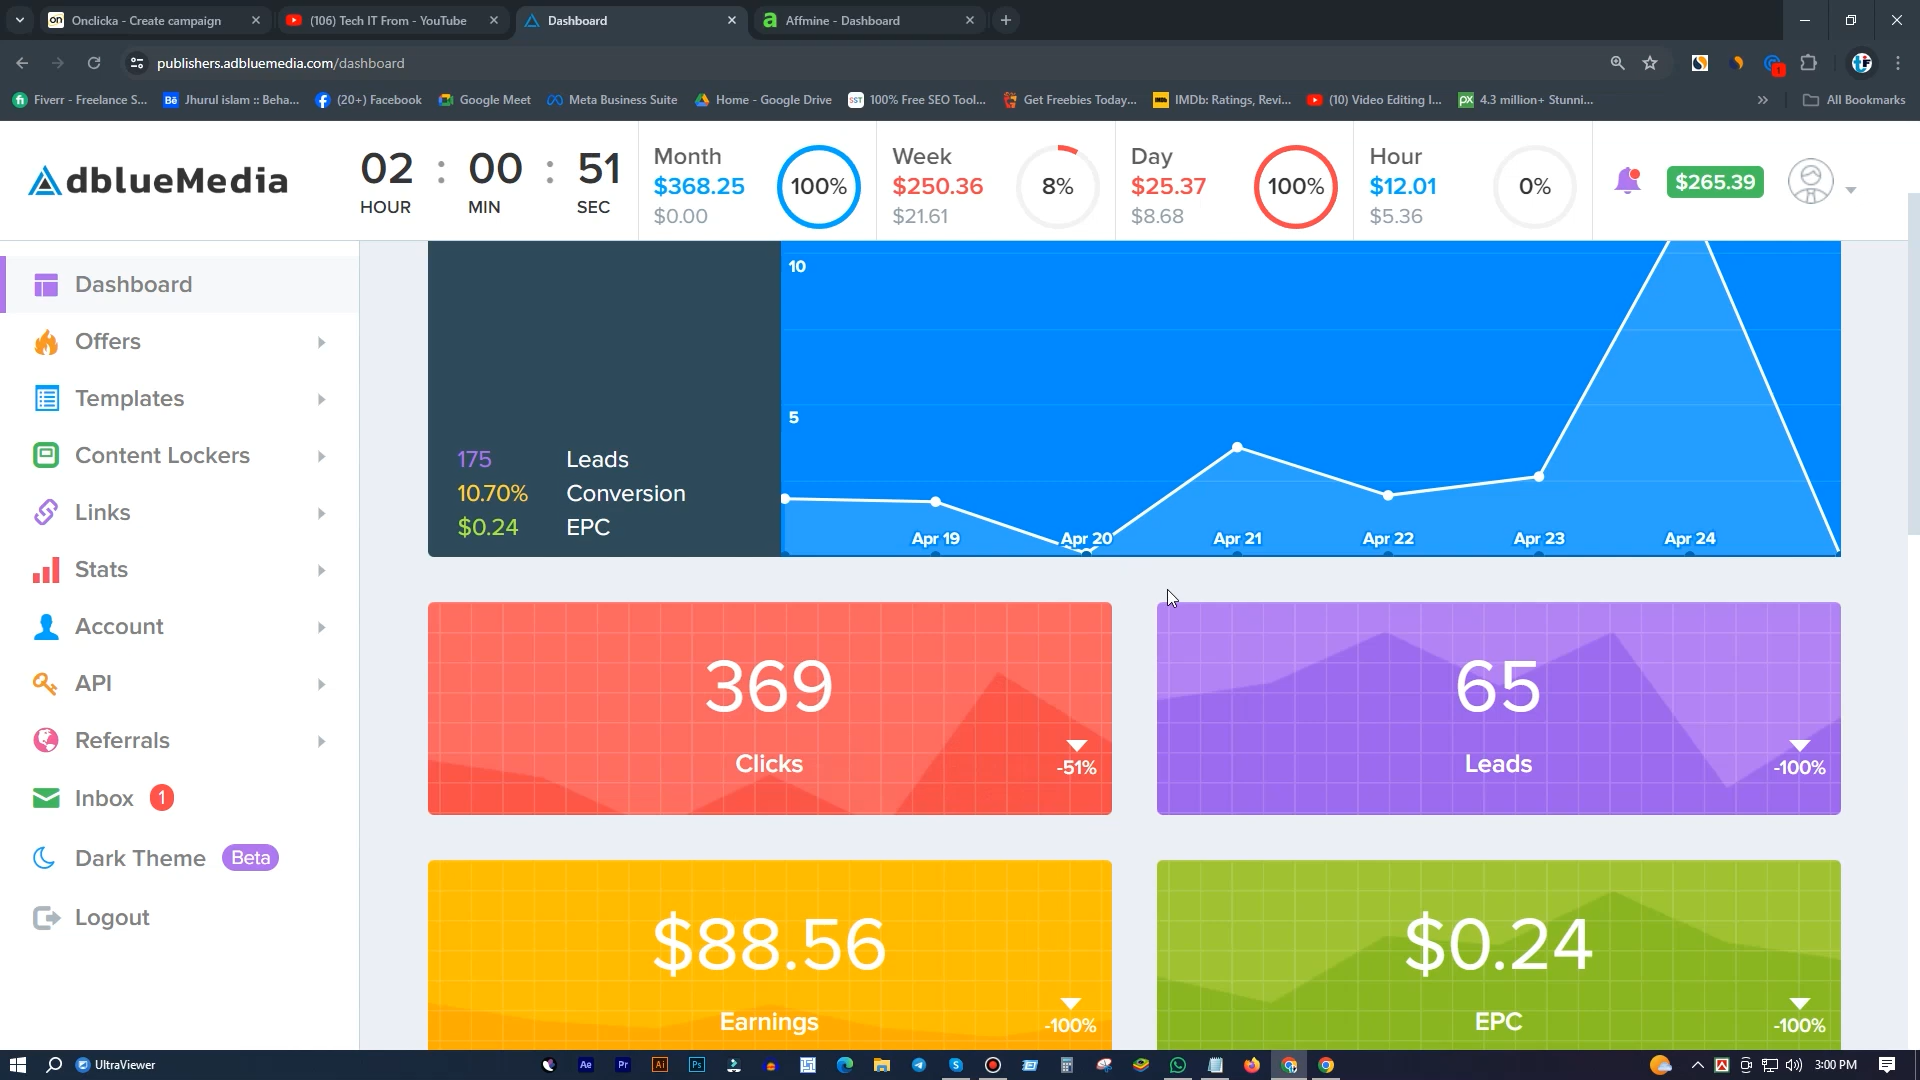 Onclicka - Create campaign
(106) Tech IT From - YouTube
Dashboard
Affmine - Dashboard
publishers.adbluemedia.com/dashboard
Fiverr - Freelance S...
Jhurul islam :: Beha...
(20+) Facebook
Google Meet
Meta Business Suite
Home - Google Drive
100% Free SEO Tool...
Get Freebies Today...
IMDb: Ratings, Revi...
(10) Video Editing I...
4.3 million+ Stunni...
All Bookmarks
AdblueMedia
02 : 00 : 51
HOUR MIN SEC
Month
$368.25
$0.00
100%
Week
$250.36
$21.61
8%
Day
$25.37
$8.68
100%
Hour
$12.01
$5.36
0%
$265.39
Dashboard
Offers
Templates
Content Lockers
Links
Stats
Account
API
Referrals
Inbox 1
Dark Theme Beta
Logout
175 Leads
10.70% Conversion
$0.24 EPC
10
5
Apr 19 Apr 20 Apr 21 Apr 22 Apr 23 Apr 24
369
Clicks
-51%
65
Leads
-100%
$88.56
Earnings
-100%
$0.24
EPC
-100%
UltraViewer
3:00 PM